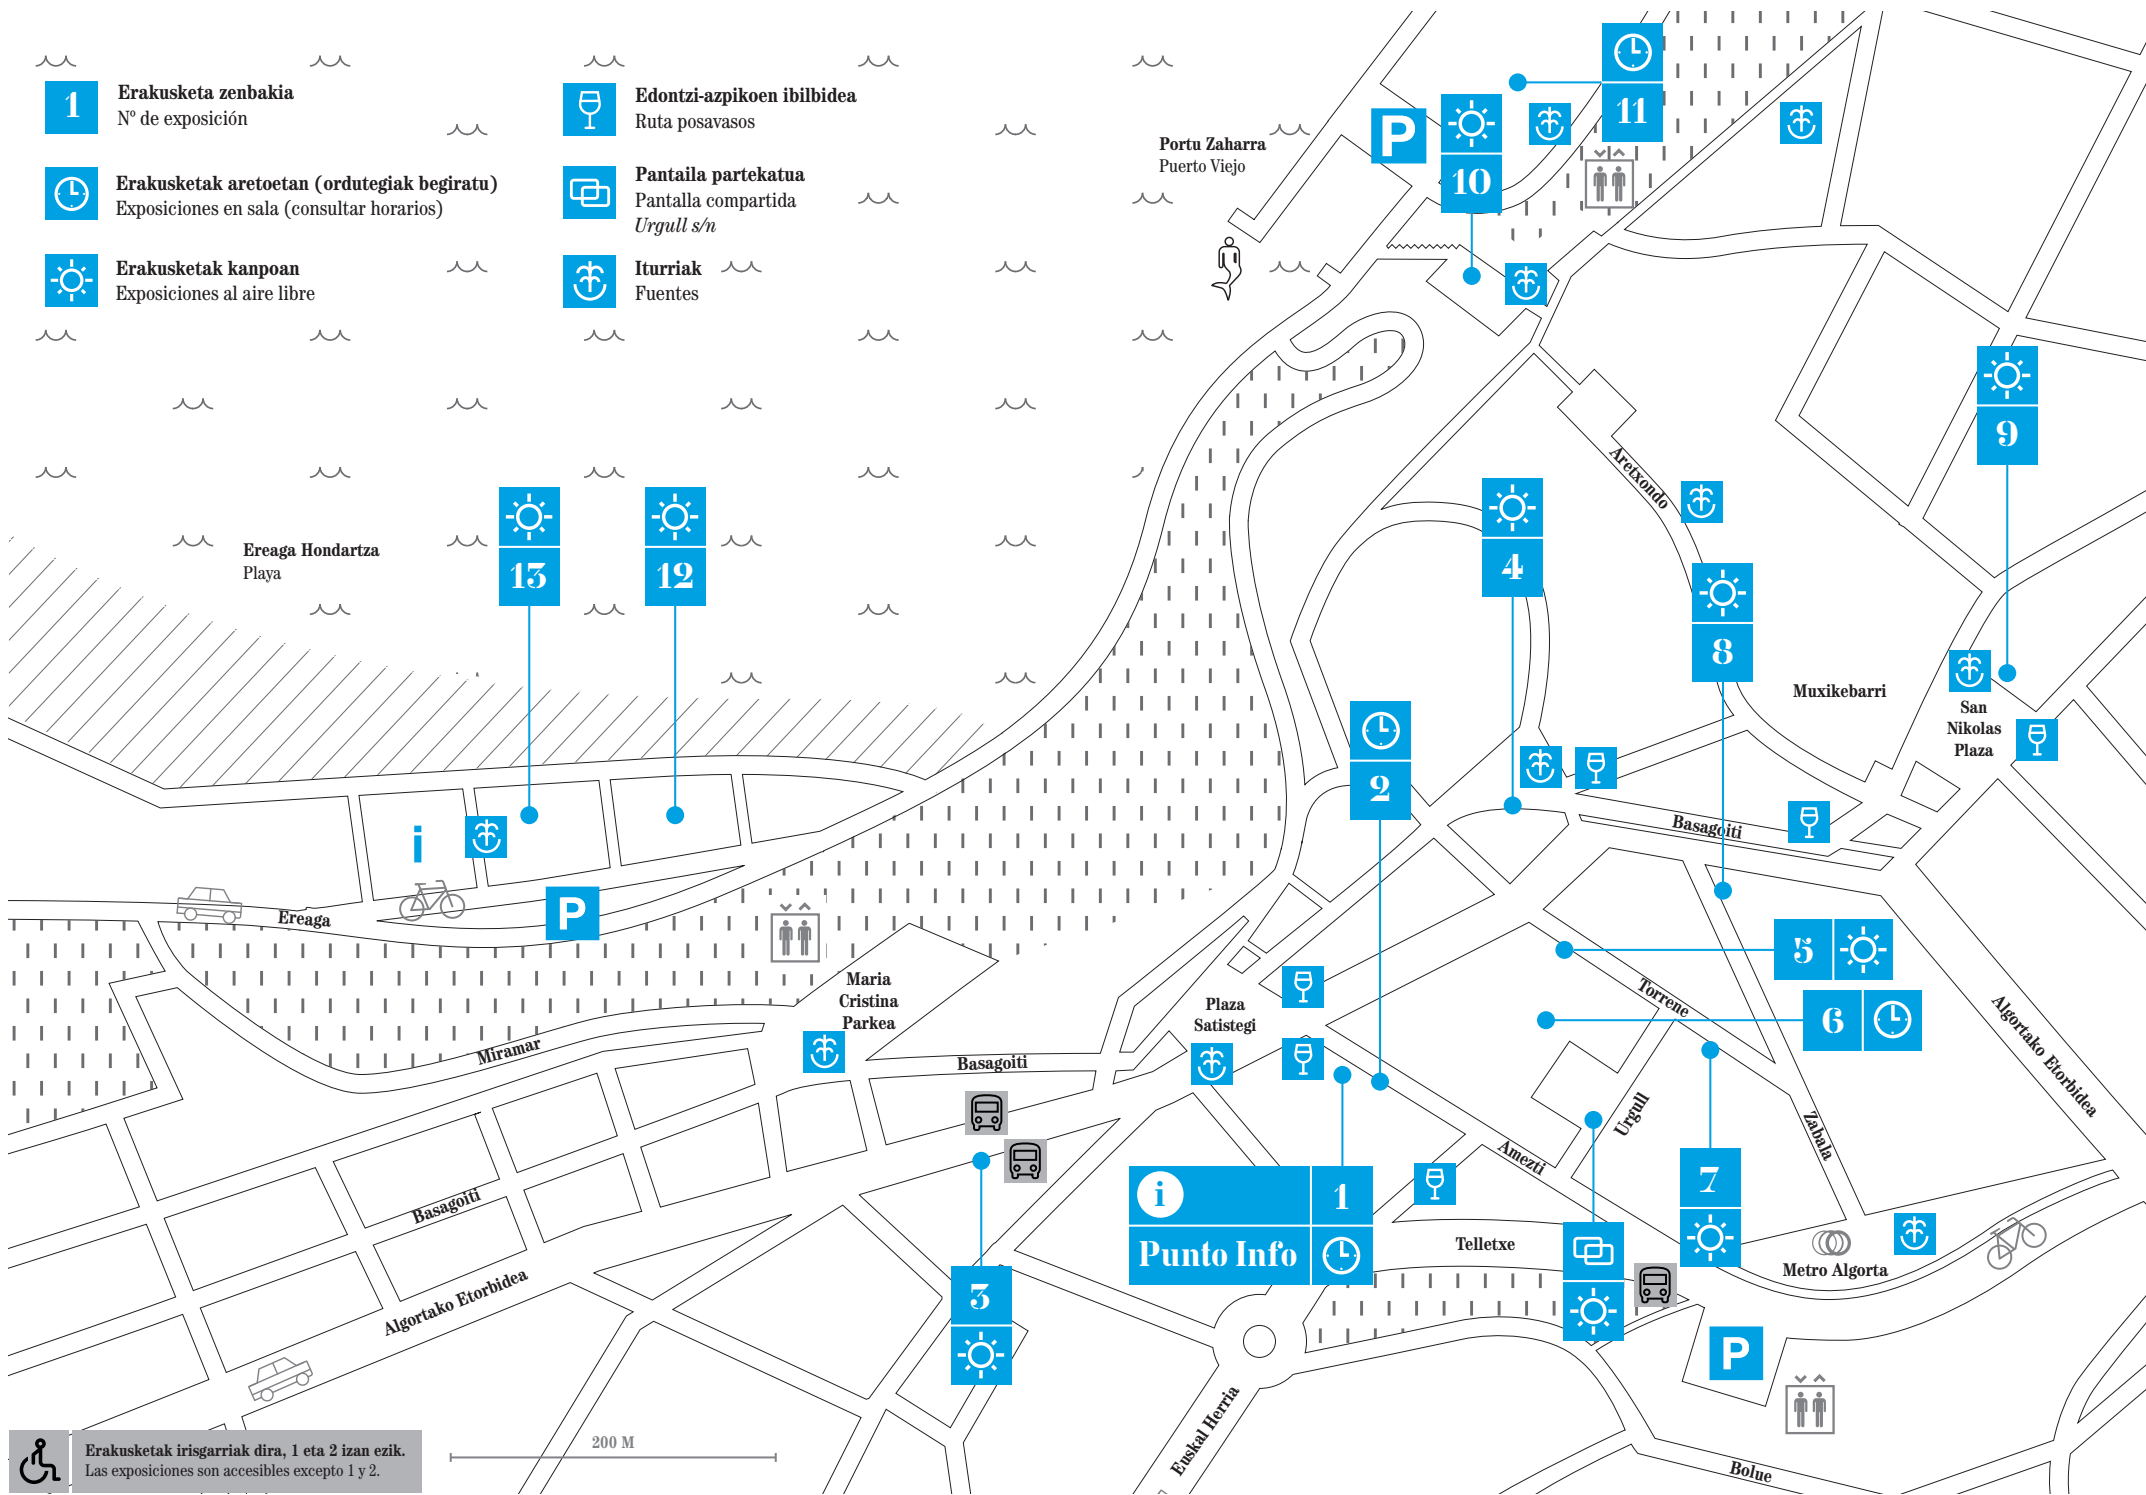 1
Erakusketa zenbakia
Nº de exposición
Erakusketak aretoetan (ordutegiak begiratu)
Exposiciones en sala (consultar horarios)
Erakusketak kanpoan
Exposiciones al aire libre
Edontzi-azpikoen ibilbidea
Ruta posavasos
Pantaila partekatua
Pantalla compartida
Urgull s/n
Iturriak
Fuentes
Portu Zaharra
Puerto Viejo
P
10
11
9
Aretxondo
4
8
Ereaga Hondartza
Playa
13
12
Muxikebarri
San
Nikolas
Plaza
2
Basagoiti
i
P
Ereaga
5
6
Torrene
Algortako Etorbidea
Maria
Cristina
Parkea
Plaza
Satistegi
Miramar
Basagoiti
Urgull
Zabala
Amezti
7
i
1
Punto Info
Telletxe
Metro Algorta
Basagoiti
Algortako Etorbidea
3
P
Euskal Herria
Bolue
200 M
Erakusketak irisgarriak dira, 1 eta 2 izan ezik.
Las exposiciones son accesibles excepto 1 y 2.